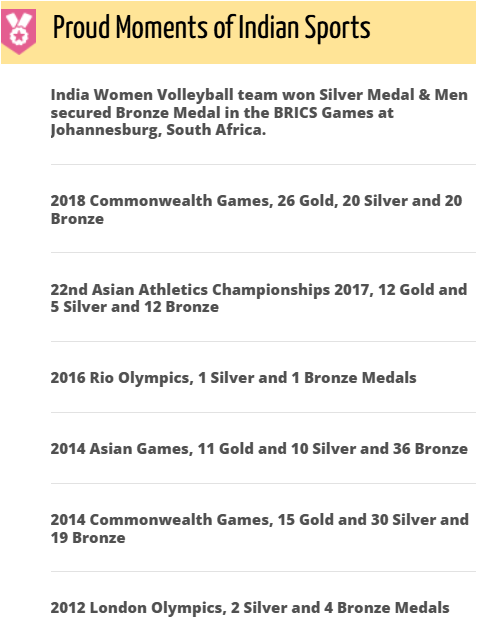 Proud Moments of Indian Sports
India Women Volleyball team won Silver Medal & Men
secured Bronze Medal in the BRICS Games at
Johannesburg, South Africa.
2018 Commonwealth Games, 26 Gold, 20 Silver and 20
Bronze
22nd Asian Athletics Championships 2017, 12 Gold and
5 Silver and 12 Bronze
2016 Rio Olympics, 1 Silver and 1 Bronze Medals
2014 Asian Games, 11 Gold and 10 Silver and 36 Bronze
2014 Commonwealth Games, 15 Gold and 30 Silver and
19 Bronze
2012 London Olympics, 2 Silver and 4 Bronze Medals